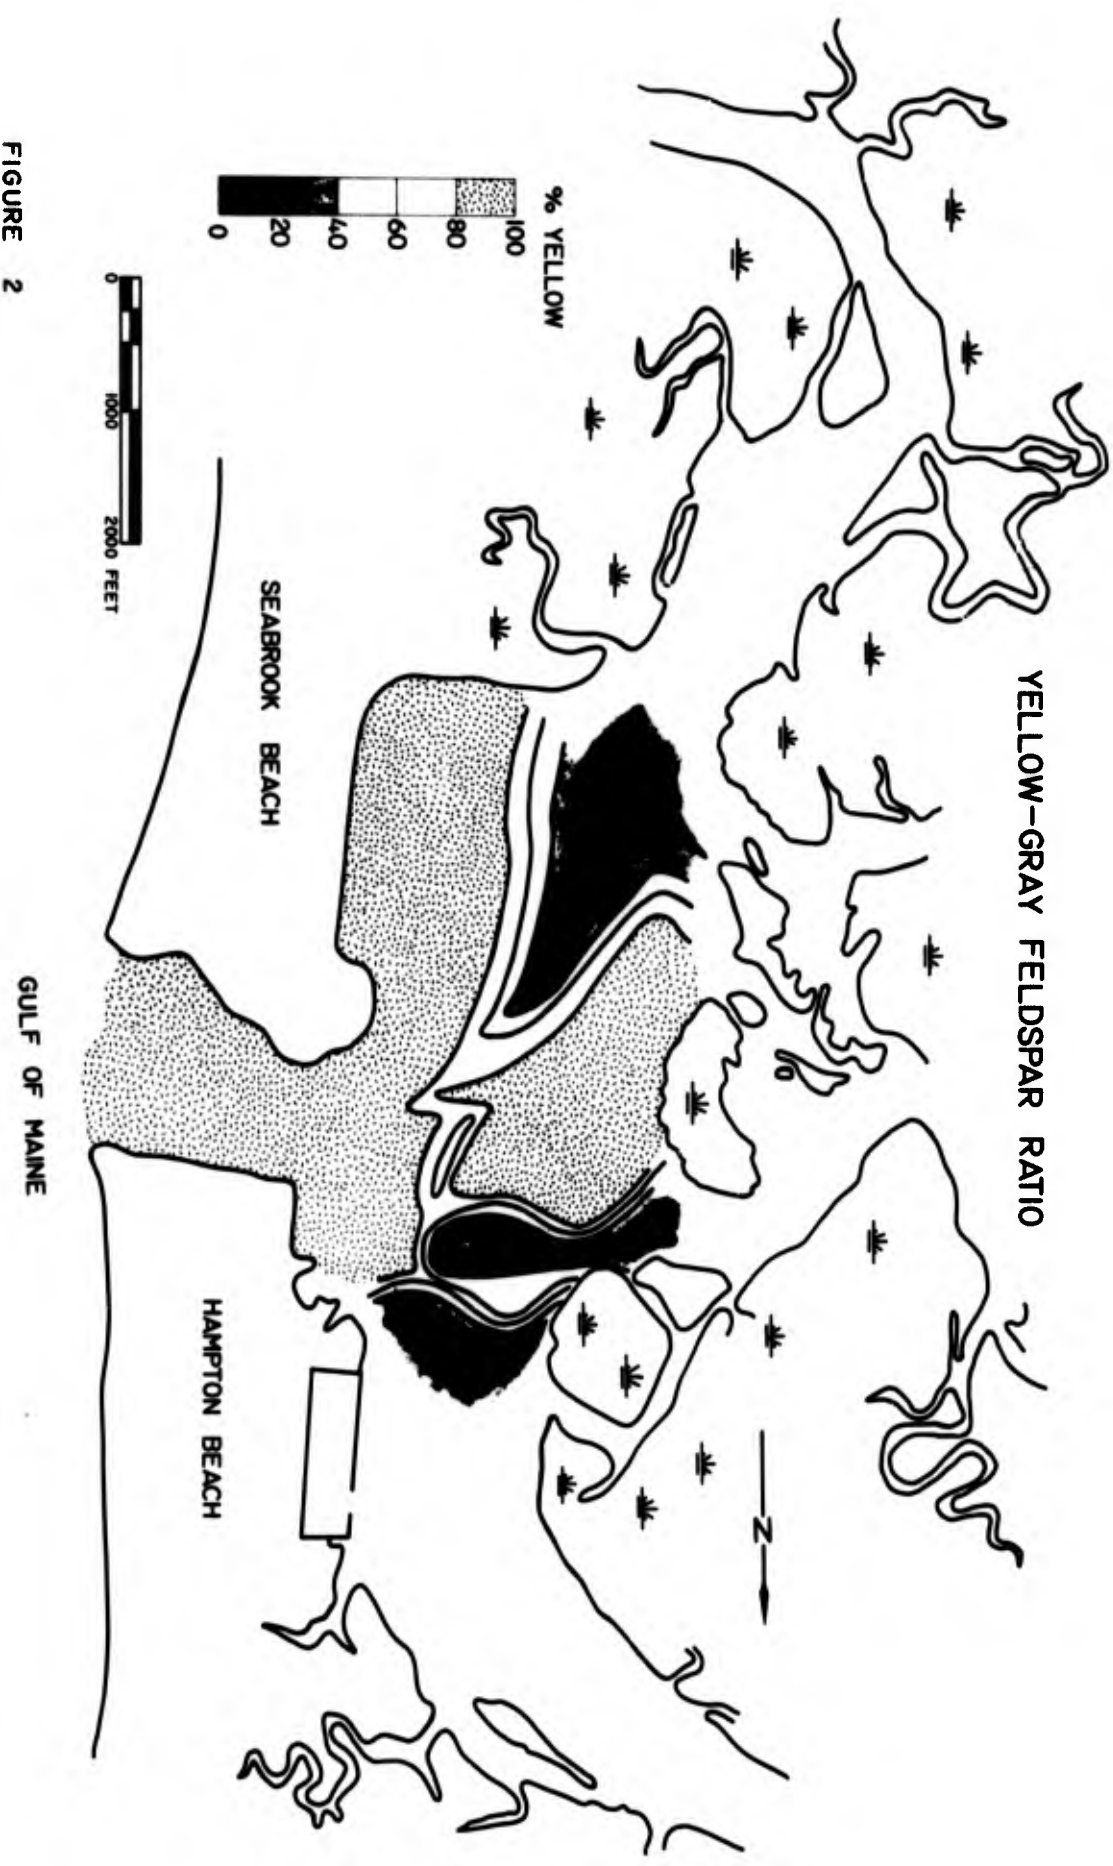 YELLOW-GRAY FELDSPAR RATIO
N
% YELLOW
100
80
60
40
20
0
SEABROOK BEACH
HAMPTON BEACH
0 1000 2000 FEET
GULF OF MAINE
FIGURE 2